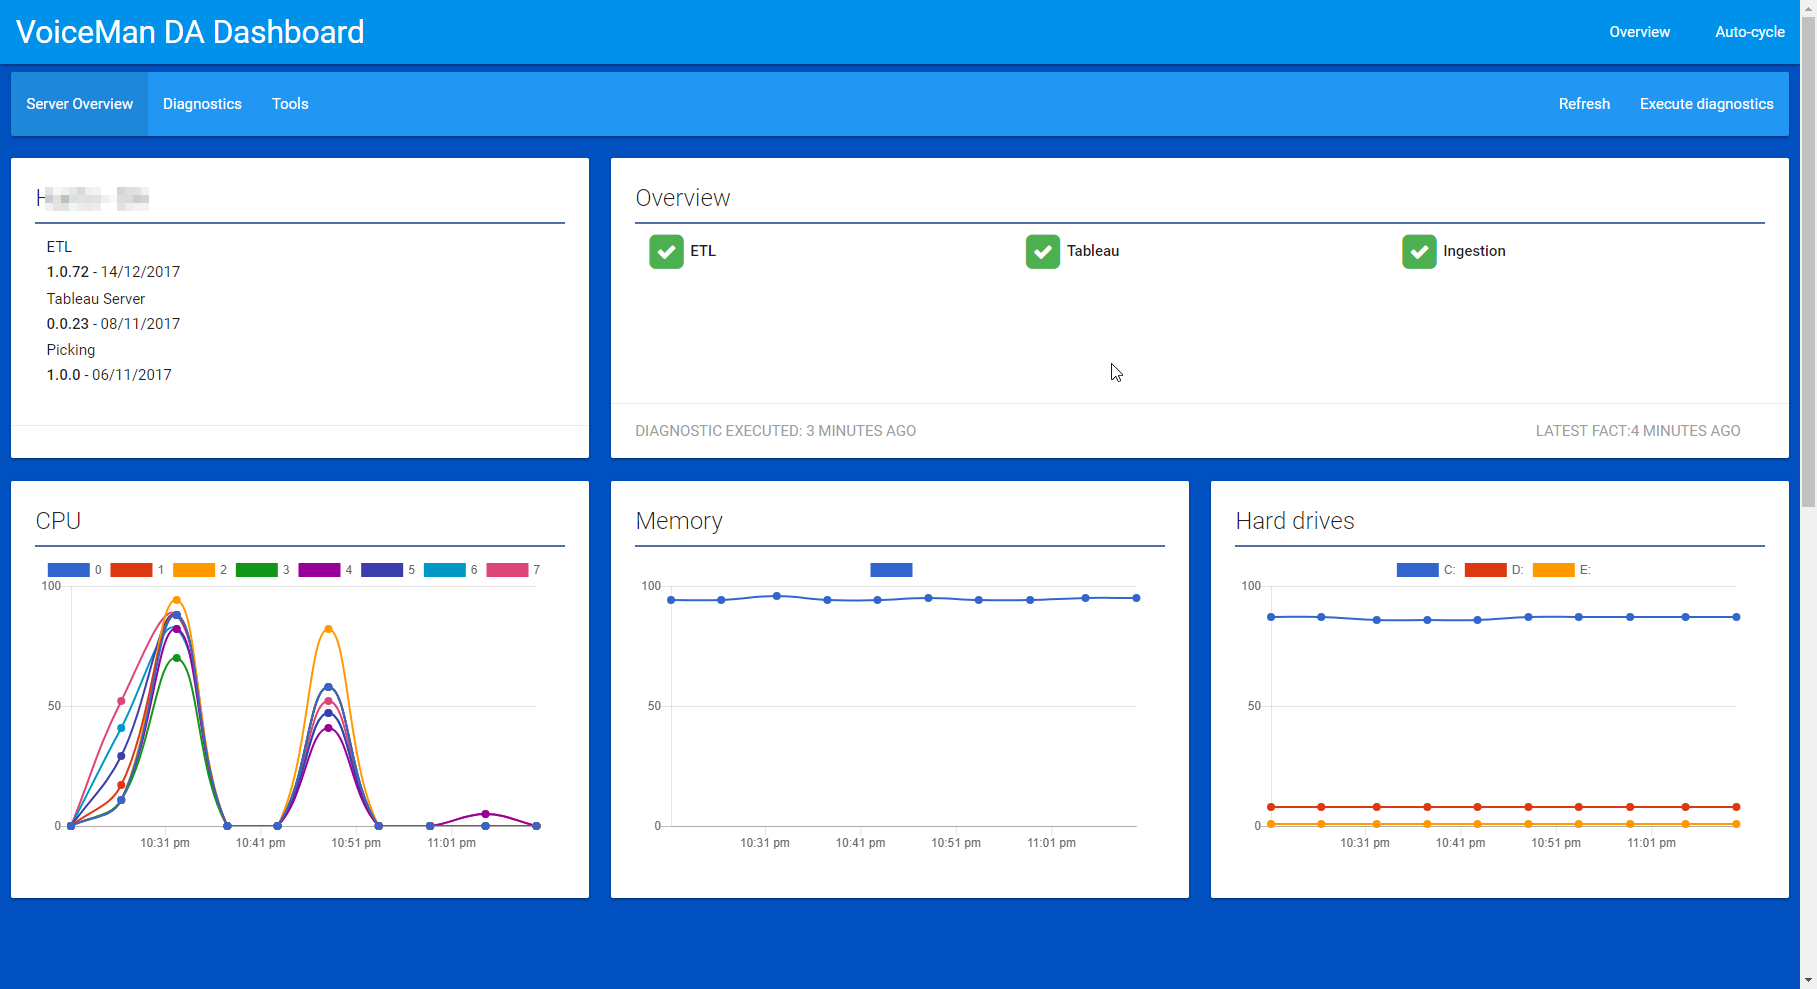 VoiceMan DA Dashboard
Overview Auto-cycle
Server Overview Diagnostics Tools Refresh Execute diagnostics
ETL
1.0.72 - 14/12/2017
Tableau Server
0.0.23 - 08/11/2017
Picking
1.0.0 - 06/11/2017
Overview
ETL Tableau Ingestion
DIAGNOSTIC EXECUTED: 3 MINUTES AGO LATEST FACT:4 MINUTES AGO
CPU
0 1 2 3 4 5 6 7
100
50
0
10:31 pm 10:41 pm 10:51 pm 11:01 pm
Memory
100
50
0
10:31 pm 10:41 pm 10:51 pm 11:01 pm
Hard drives
C: D: E:
100
50
0
10:31 pm 10:41 pm 10:51 pm 11:01 pm